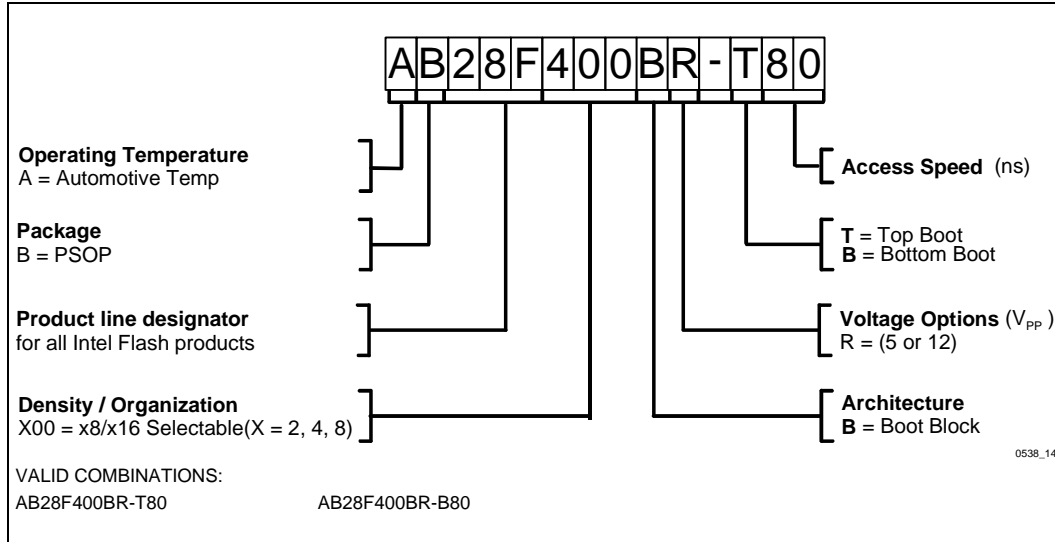 AB28F400BR-T80
Operating Temperature
A = Automotive Temp
Package
B = PSOP
Product line designator
for all Intel Flash products
Density / Organization
X00 = x8/x16 Selectable(X = 2, 4, 8)
Access Speed (ns)
T = Top Boot
B = Bottom Boot
Voltage Options (VPP )
R = (5 or 12)
Architecture
B = Boot Block
0538_14
VALID COMBINATIONS:
AB28F400BR-T80 AB28F400BR-B80